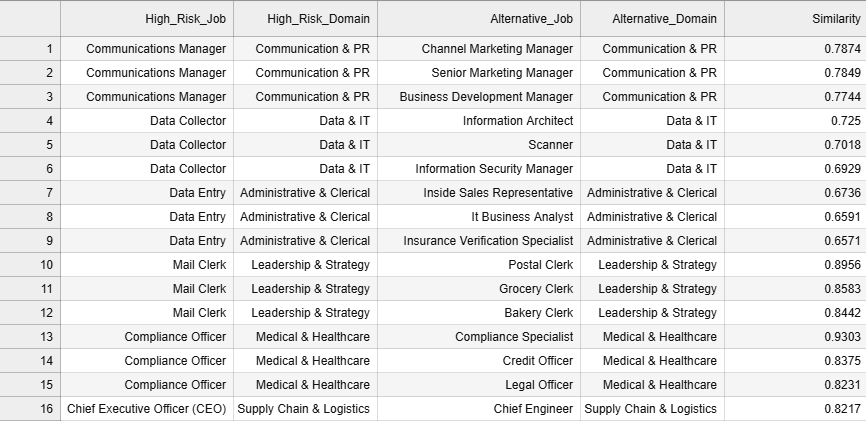 High_Risk_Job High_Risk_Domain Alternative_Job Alternative_Domain Similarity
1 Communications Manager Communication & PR Channel Marketing Manager Communication & PR 0.7874
2 Communications Manager Communication & PR Senior Marketing Manager Communication & PR 0.7849
3 Communications Manager Communication & PR Business Development Manager Communication & PR 0.7744
4 Data Collector Data & IT Information Architect Data & IT 0.725
5 Data Collector Data & IT Scanner Data & IT 0.7018
6 Data Collector Data & IT Information Security Manager Data & IT 0.6929
7 Data Entry Administrative & Clerical Inside Sales Representative Administrative & Clerical 0.6736
8 Data Entry Administrative & Clerical It Business Analyst Administrative & Clerical 0.6591
9 Data Entry Administrative & Clerical Insurance Verification Specialist Administrative & Clerical 0.6571
10 Mail Clerk Leadership & Strategy Postal Clerk Leadership & Strategy 0.8956
11 Mail Clerk Leadership & Strategy Grocery Clerk Leadership & Strategy 0.8583
12 Mail Clerk Leadership & Strategy Bakery Clerk Leadership & Strategy 0.8442
13 Compliance Officer Medical & Healthcare Compliance Specialist Medical & Healthcare 0.9303
14 Compliance Officer Medical & Healthcare Credit Officer Medical & Healthcare 0.8375
15 Compliance Officer Medical & Healthcare Legal Officer Medical & Healthcare 0.8231
16 Chief Executive Officer (CEO) Supply Chain & Logistics Chief Engineer Supply Chain & Logistics 0.8217